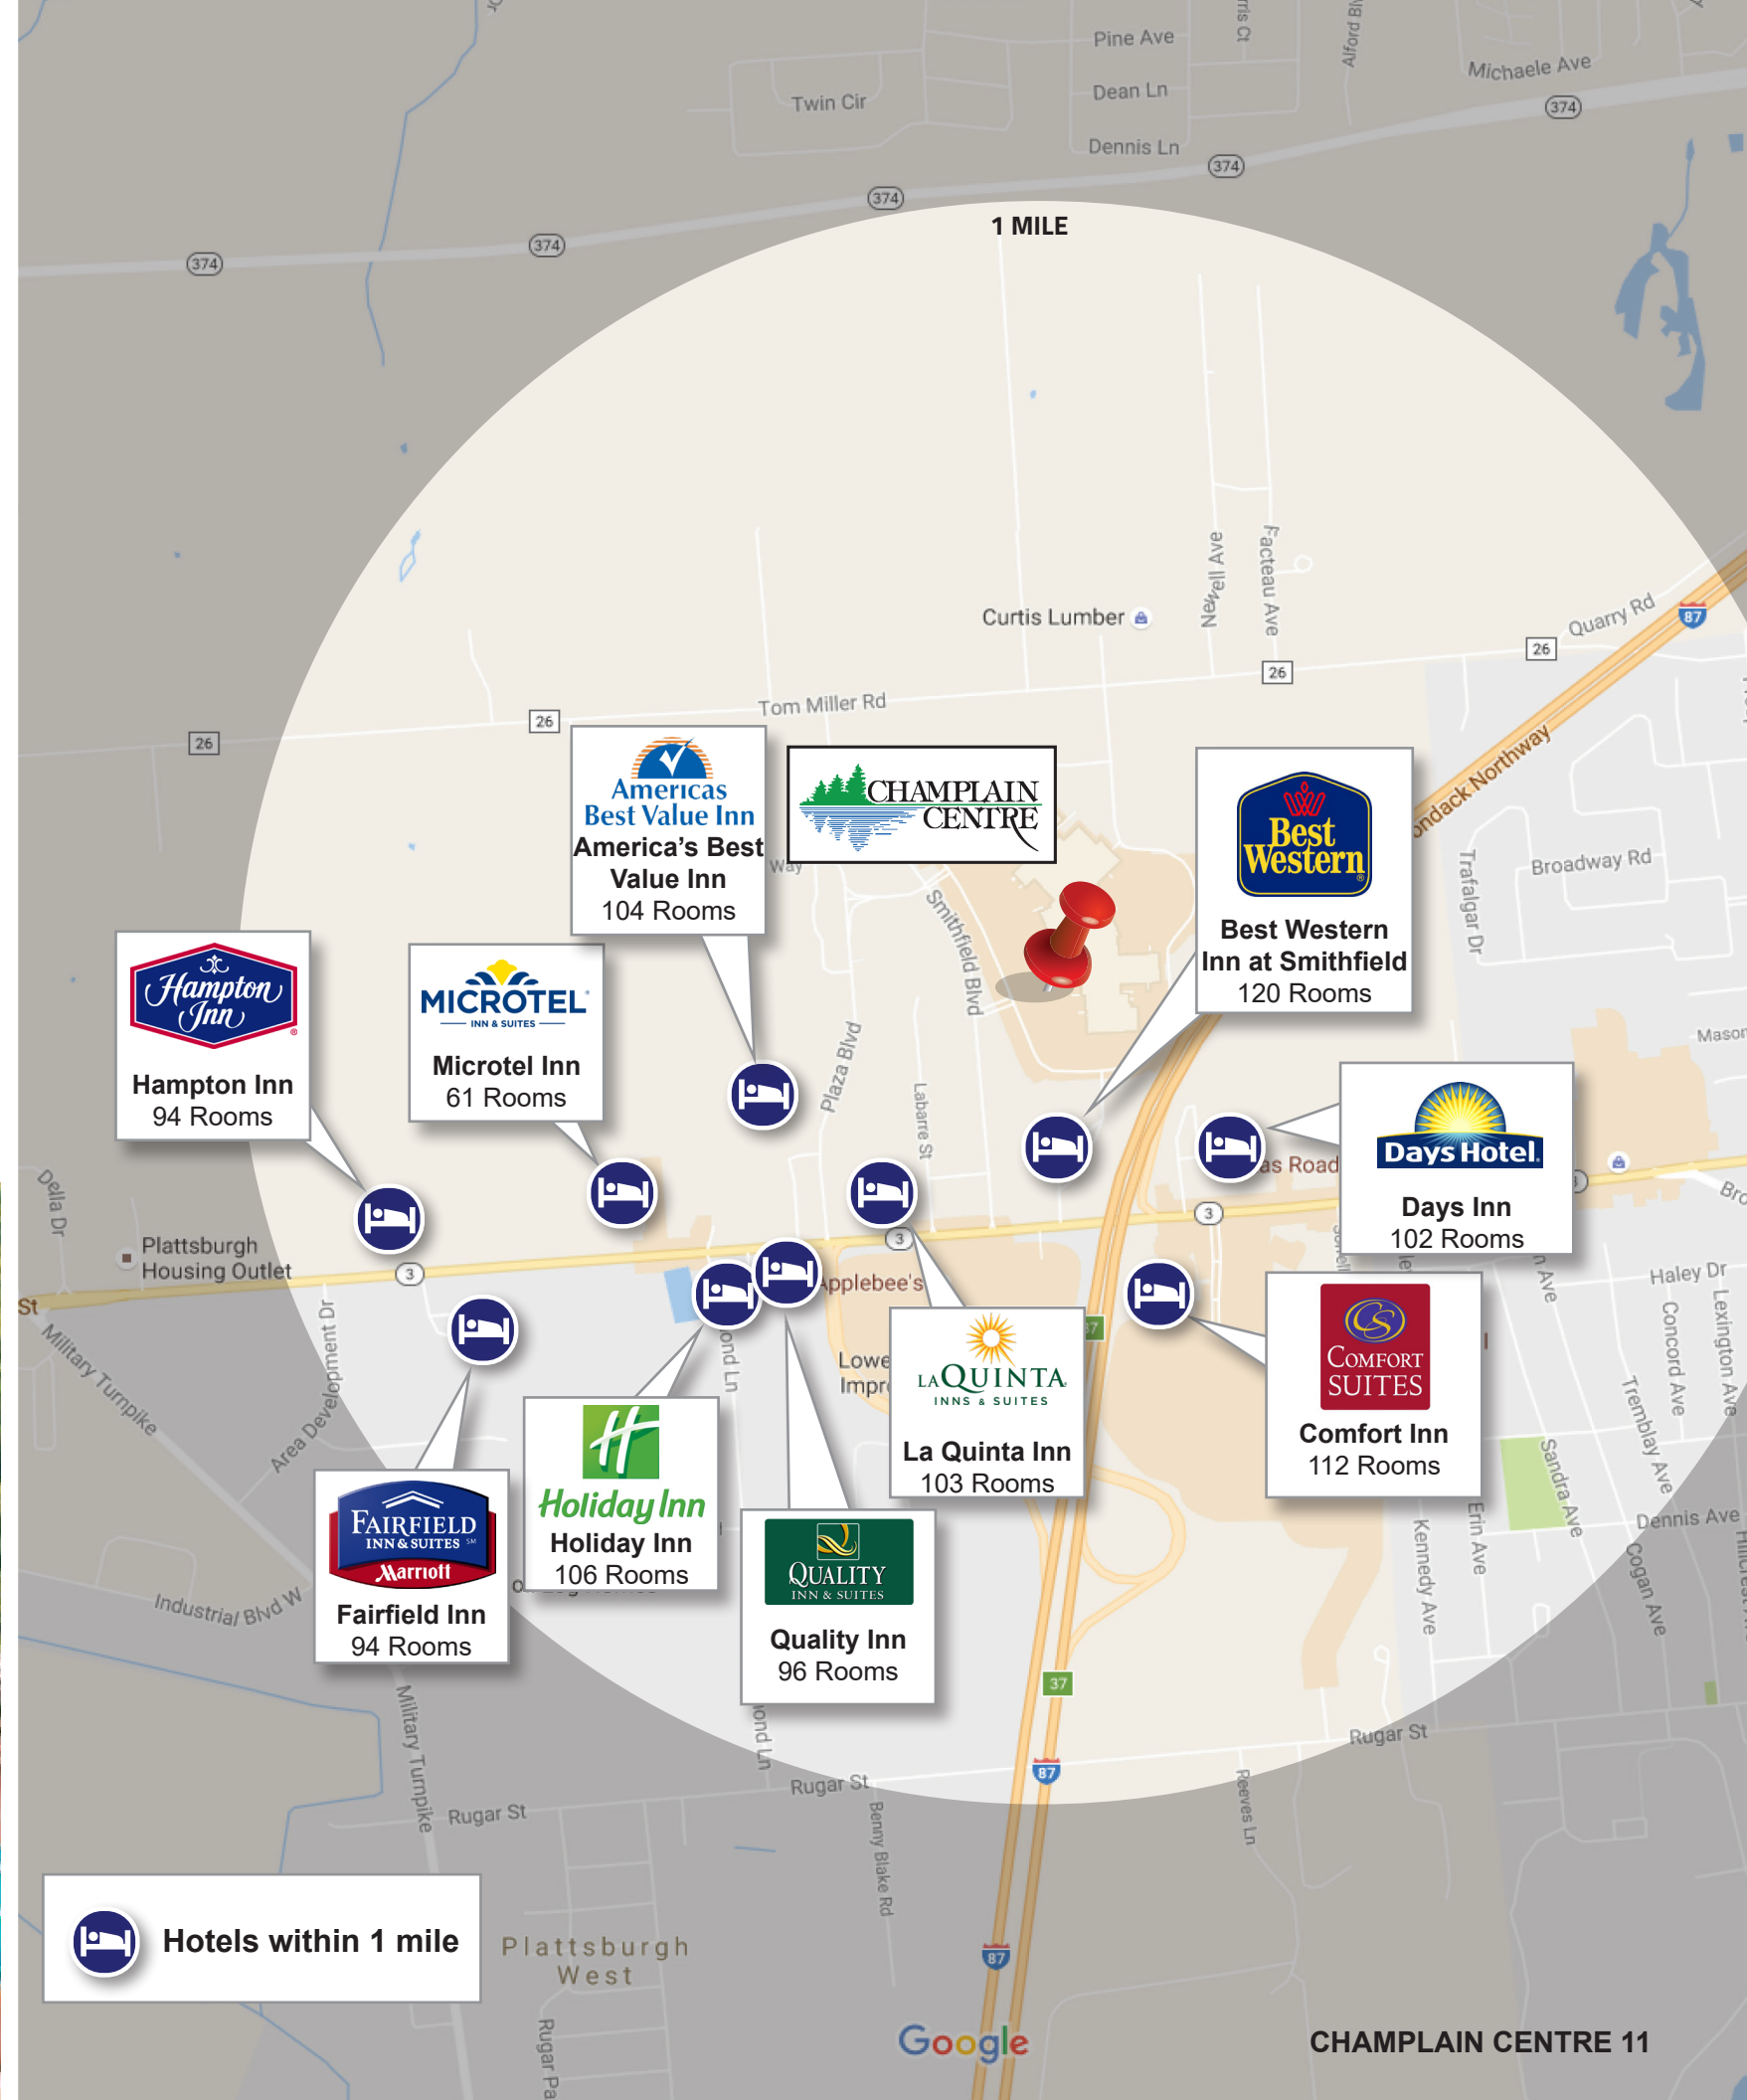 Pine Ave
Michaele Ave
374
Twin Cir
Dean Ln
Dennis Ln
374
374
374
374
1 MILE
Newell Ave
Facteau Ave
Curtis Lumber
Quarry Rd
87
26
26
Tom Miller Rd
26
26
Americas
Best Value Inn
America's Best
Value Inn
104 Rooms
CHAMPLAIN
CENTRE
Way
Best
Western
Best Western
Inn at Smithfield
120 Rooms
Trafalgar Dr
Broadway Rd
Smithfield Blvd
Hampton
Inn
Hampton Inn
94 Rooms
MICROTEL
INN & SUITES
Microtel Inn
61 Rooms
Plaza Blvd
Labarre St
Days Hotel
Days Inn
102 Rooms
Della Dr
Plattsburgh
Housing Outlet
3
3
3
St
Applebee's
Haley Dr
Lexington Ave
Concord Ave
Tremblay Ave
Military Turnpike
Area Development Dr
LA QUINTA
INNS & SUITES
La Quinta Inn
103 Rooms
COMFORT
SUITES
Comfort Inn
112 Rooms
Holiday Inn
Holiday Inn
106 Rooms
FAIRFIELD
INN & SUITES
Marriott
Fairfield Inn
94 Rooms
QUALITY
INN & SUITES
Quality Inn
96 Rooms
Sandra Ave
Erin Ave
Kennedy Ave
Dennis Ave
Cogan Ave
Industrial Blvd W
37
Military Turnpike
Rugar St
87
Rugar St
Rugar St
Benny Blake Rd
Reeves Ln
Hotels within 1 mile
Plattsburgh
West
87
Google
CHAMPLAIN CENTRE 11